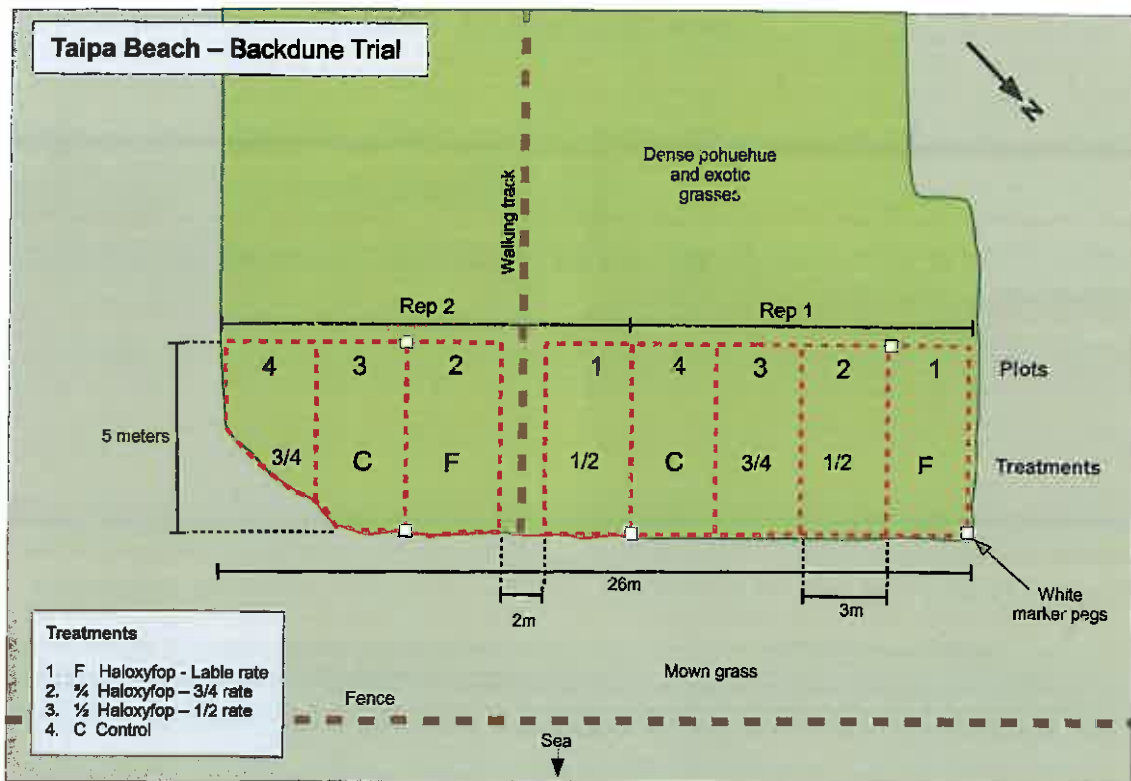 Taipa Beach – Backdune Trial
N
Dense pohuehue
and exotic
grasses
Walking track
Rep 2
Rep 1
4 3 2 1 4 3 2 1
Plots
5 meters
3/4 C F 1/2 C 3/4 1/2 F
Treatments
26m
2m
3m
White
marker pegs
Mown grass
Treatments
1 F Haloxyfop - Lable rate
2. ¾ Haloxyfop – 3/4 rate
3. ½ Haloxyfop – 1/2 rate
4. C Control
Fence
Sea